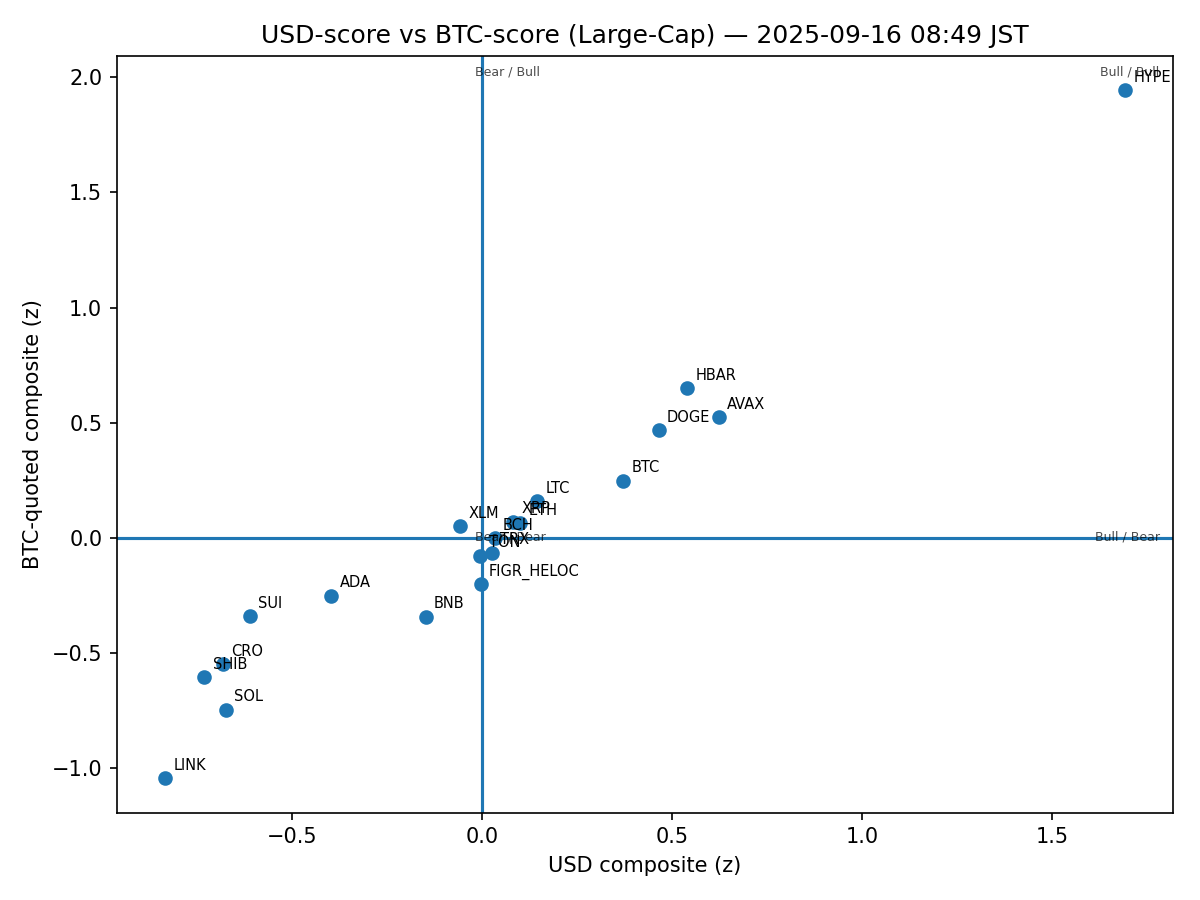 USD-score vs BTC-score (Large-Cap) — 2025-09-16 08:49 JST
Bear / Bull
Bull / Bull
HYPE
2.0
1.5
1.0
0.5
0.0
−0.5
−1.0
BTC-quoted composite (z)
HBAR
AVAX
DOGE
BTC
LTC
XRP
ETH
XLM
BCH
TRX
TON
Bear / Bear
Bull / Bear
FIGR_HELOC
ADA
SUI
BNB
CRO
SHIB
SOL
LINK
−0.5
0.0
0.5
1.0
1.5
USD composite (z)